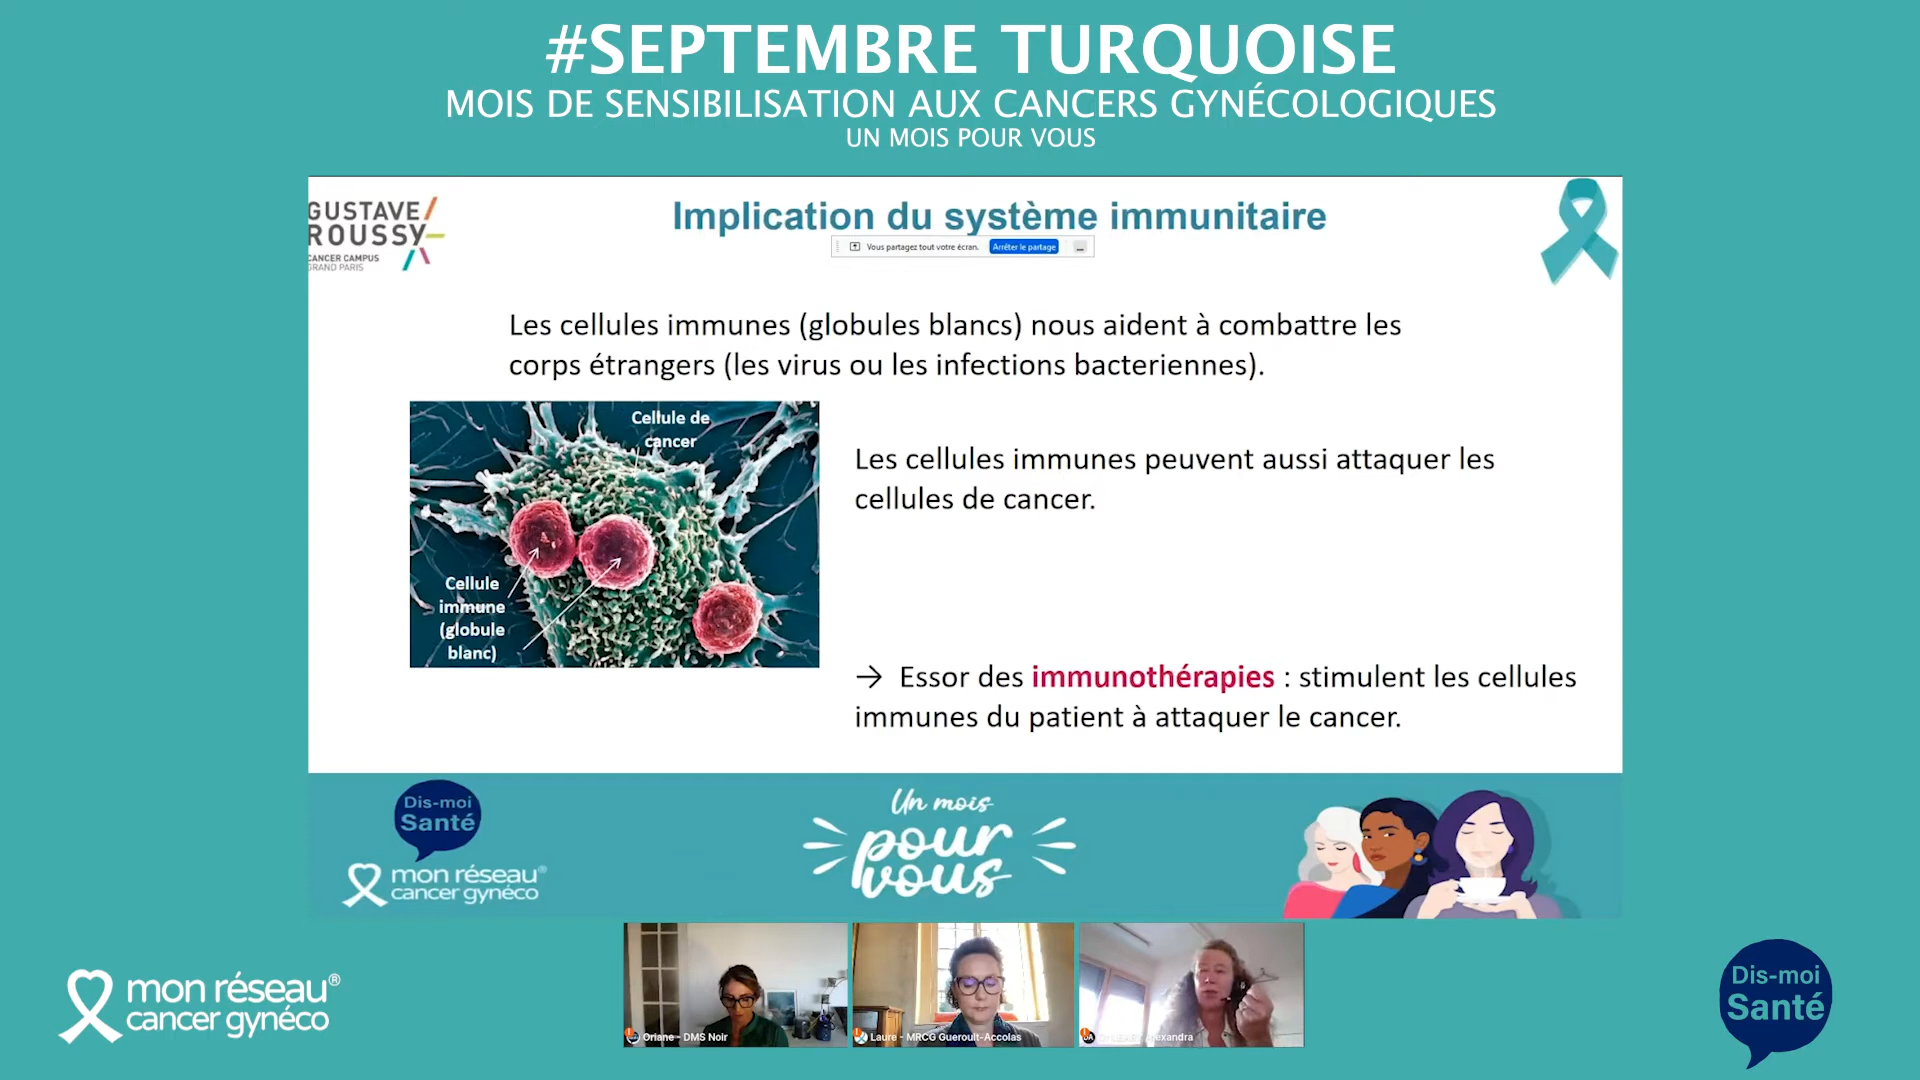 #SEPTEMBRE TURQUOISE
MOIS DE SENSIBILISATION AUX CANCERS GYNÉCOLOGIQUES
UN MOIS POUR VOUS
GUSTAVE
ROUSSY
CANCER CAMPUS
GRAND PARIS
Implication du système immunitaire
Vous partagez tout votre écran.
Arrêter le partage
Les cellules immunes (globules blancs) nous aident à combattre les
corps étrangers (les virus ou les infections bacteriennes).
Cellule de
cancer
Cellule
immune
(globule
blanc)
Les cellules immunes peuvent aussi attaquer les
cellules de cancer.
→ Essor des immunothérapies : stimulent les cellules
immunes du patient à attaquer le cancer.
Dis-moi
Santé
mon réseau®
cancer gynéco
Un mois
pour
vous
Oriane - DMS Noir
Laure - MRCG Guerouit-Accolas
mon réseau®
cancer gynéco
Dis-moi
Santé